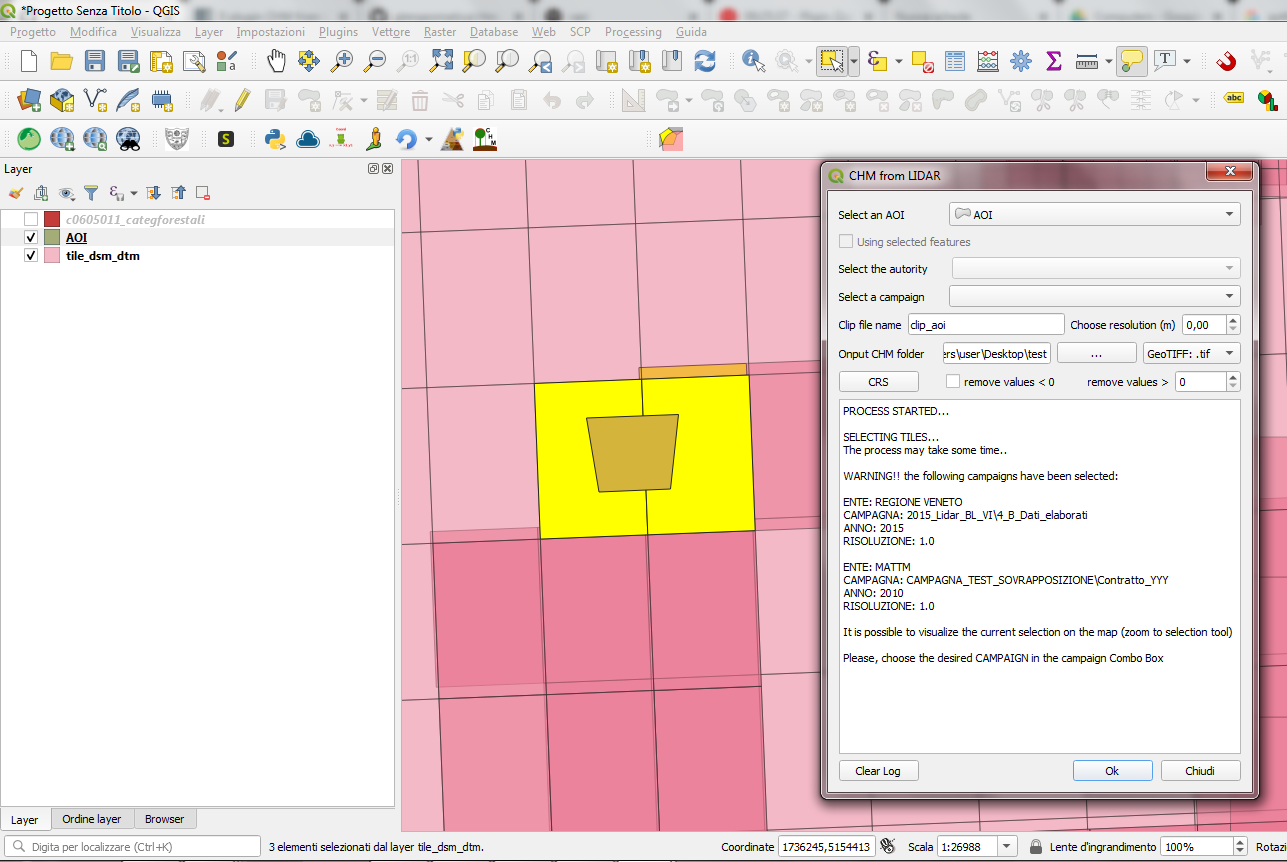 *Progetto Senza Titolo - QGIS
Progetto Modifica Visualizza Layer Impostazioni Plugins Vettore Raster Database Web SCP Processing Guida
1:1
T
abc
S
CHM
Layer
c0605011_categforestali
AOI
tile_dsm_dtm
Layer Ordine layer Browser
CHM from LIDAR
Select an AOI AOI
Using selected features
Select the autority
Select a campaign
Clip file name clip_aoi Choose resolution (m) 0,00
Onput CHM folder ers\user\Desktop\test ... GeoTIFF: .tif
CRS remove values < 0 remove values > 0
PROCESS STARTED...
SELECTING TILES...
The process may take some time..
WARNING!! the following campaigns have been selected:
ENTE: REGIONE VENETO
CAMPAGNA: 2015_Lidar_BL_VI\4_B_Dati_elaborati
ANNO: 2015
RISOLUZIONE: 1.0
ENTE: MATTM
CAMPAGNA: CAMPAGNA_TEST_SOVRAPPOSIZIONE\Contratto_YYY
ANNO: 2010
RISOLUZIONE: 1.0
It is possible to visualize the current selection on the map (zoom to selection tool)
Please, choose the desired CAMPAIGN in the campaign Combo Box
Clear Log Ok Chiudi
Digita per localizzare (Ctrl+K) 3 elementi selezionati dal layer tile_dsm_dtm. Coordinate 1736245,5154413 Scala 1:26988 Lente d'ingrandimento 100% Rotazi